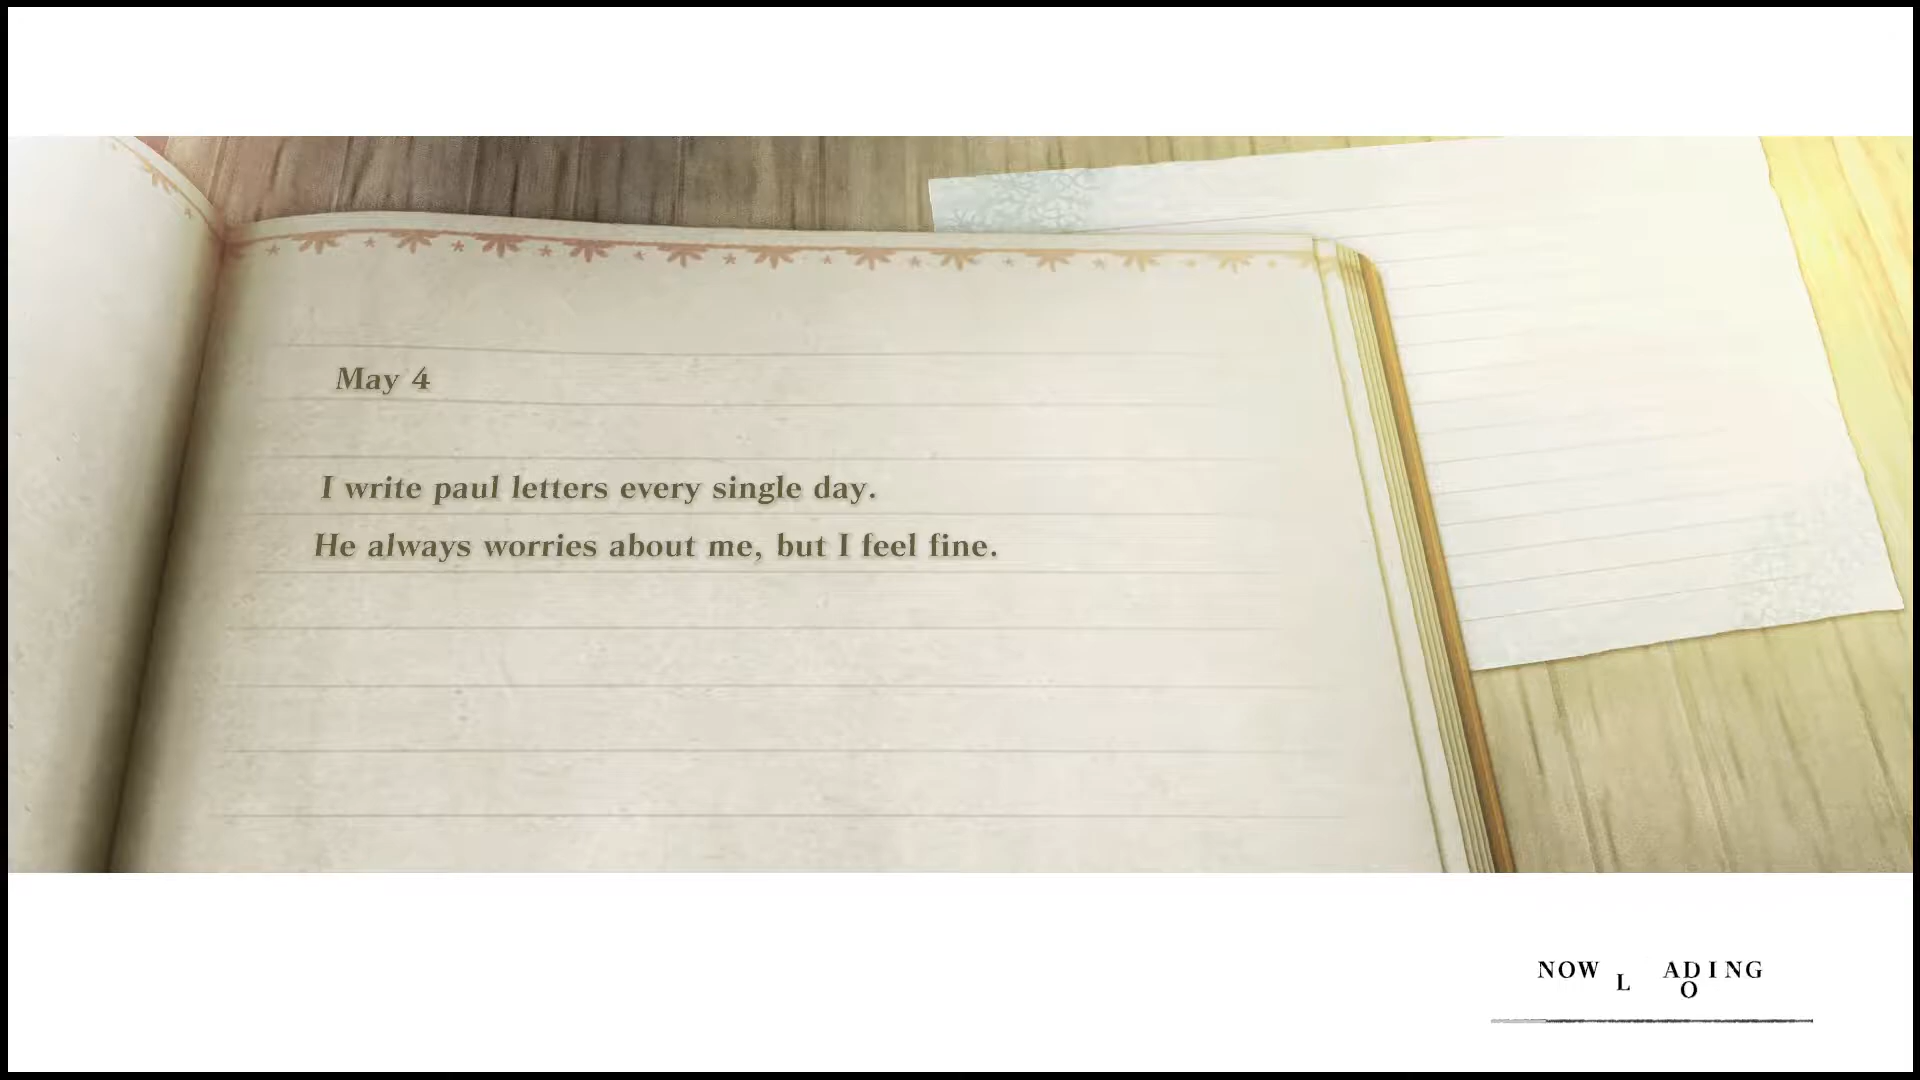 May 4
I write paul letters every single day.
He always worries about me, but I feel fine.
NOW LOADING